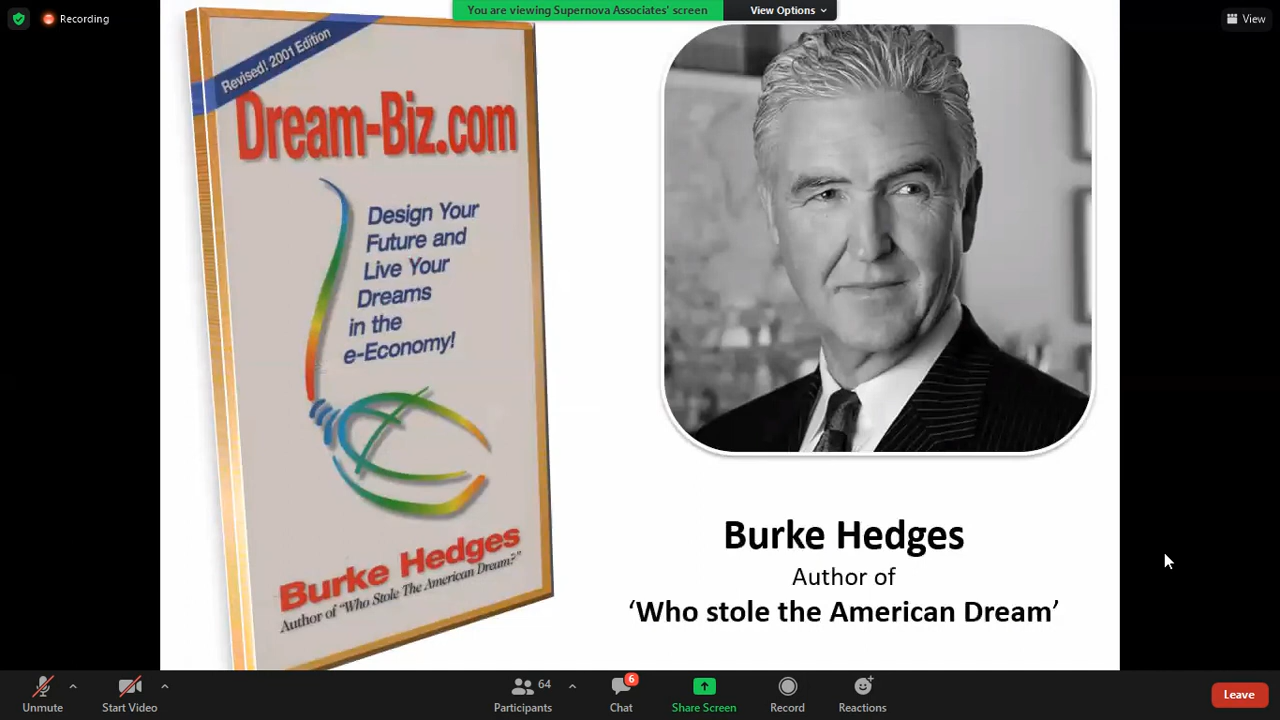 Recording
You are viewing Supernova Associates' screen
View Options
View
Revised! 2001 Edition
Dream-Biz.com
Design Your
Future and
Live Your
Dreams
in the
e-Economy!
Burke Hedges
Author of "Who Stole The American Dream?"
Burke Hedges
Author of
‘Who stole the American Dream’
Unmute
Start Video
64
Participants
6
Chat
Share Screen
Record
Reactions
Leave